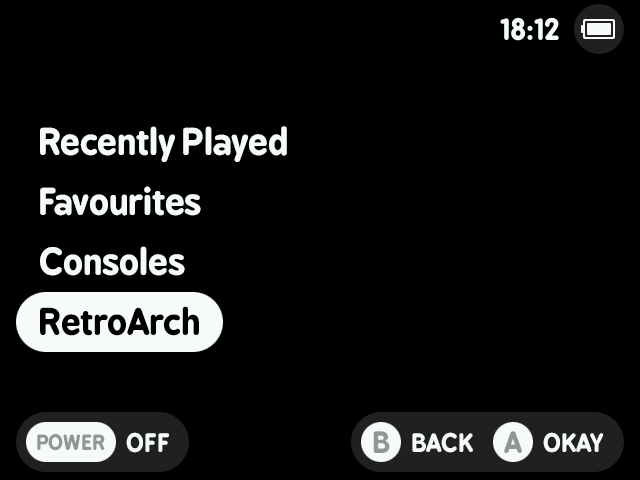 18:12
Recently Played
Favourites
Consoles
RetroArch
POWER OFF
B BACK A OKAY